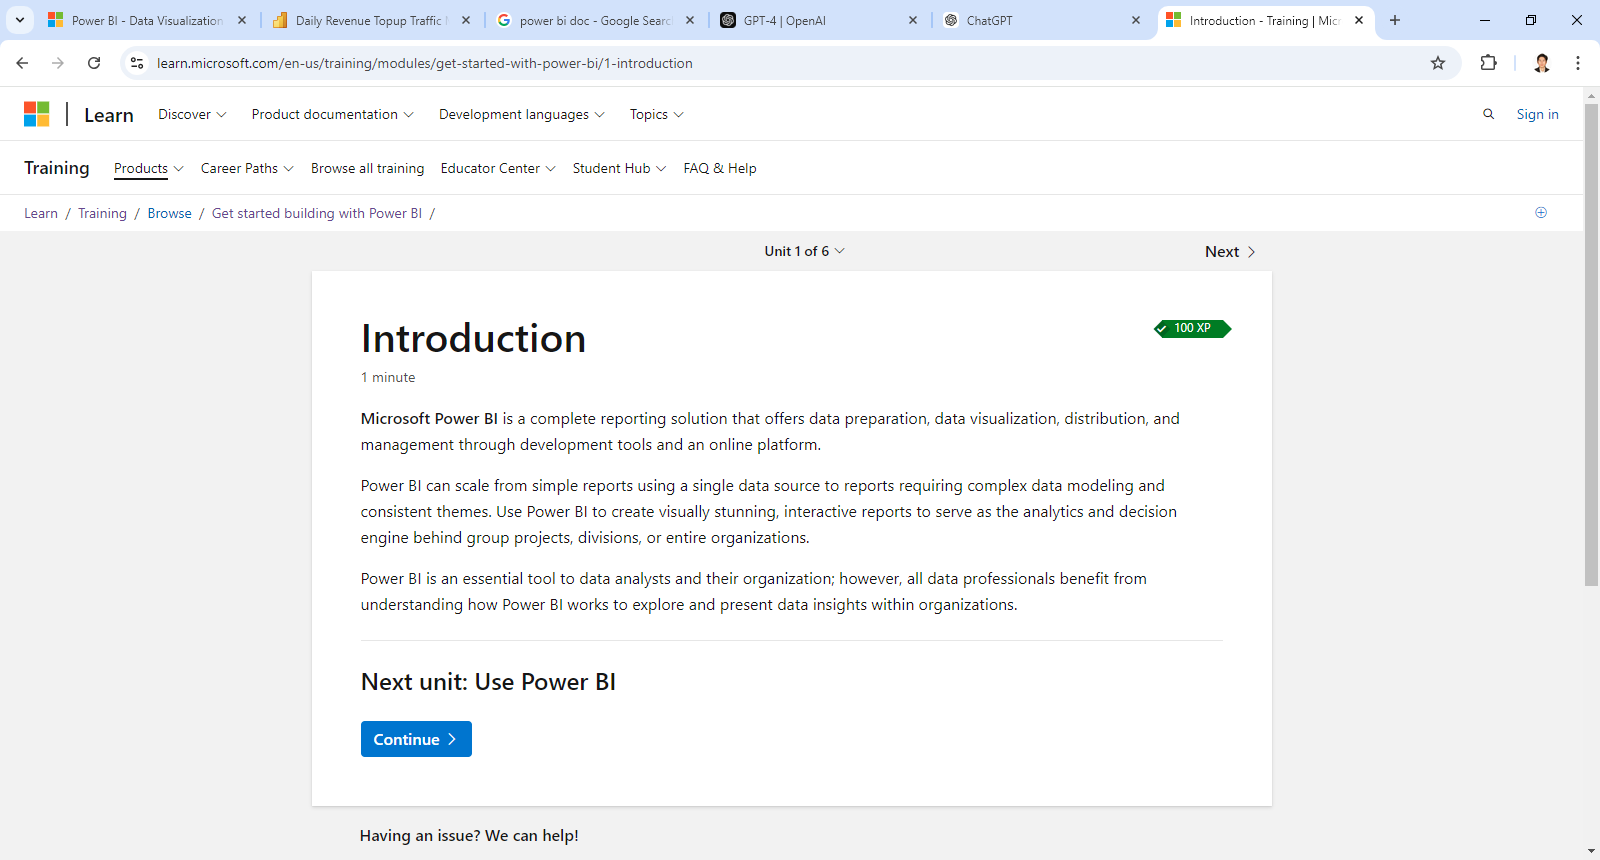 Power BI - Data Visualization
Daily Revenue Topup Traffic
power bi doc - Google Searc
GPT-4 | OpenAI
ChatGPT
Introduction - Training | Micr
learn.microsoft.com/en-us/training/modules/get-started-with-power-bi/1-introduction
Learn Discover Product documentation Development languages Topics Sign in
Training Products Career Paths Browse all training Educator Center Student Hub FAQ & Help
Learn / Training / Browse / Get started building with Power BI /
Unit 1 of 6 Next
Introduction
100 XP
1 minute
Microsoft Power BI is a complete reporting solution that offers data preparation, data visualization, distribution, and
management through development tools and an online platform.
Power BI can scale from simple reports using a single data source to reports requiring complex data modeling and
consistent themes. Use Power BI to create visually stunning, interactive reports to serve as the analytics and decision
engine behind group projects, divisions, or entire organizations.
Power BI is an essential tool to data analysts and their organization; however, all data professionals benefit from
understanding how Power BI works to explore and present data insights within organizations.
Next unit: Use Power BI
Continue
Having an issue? We can help!